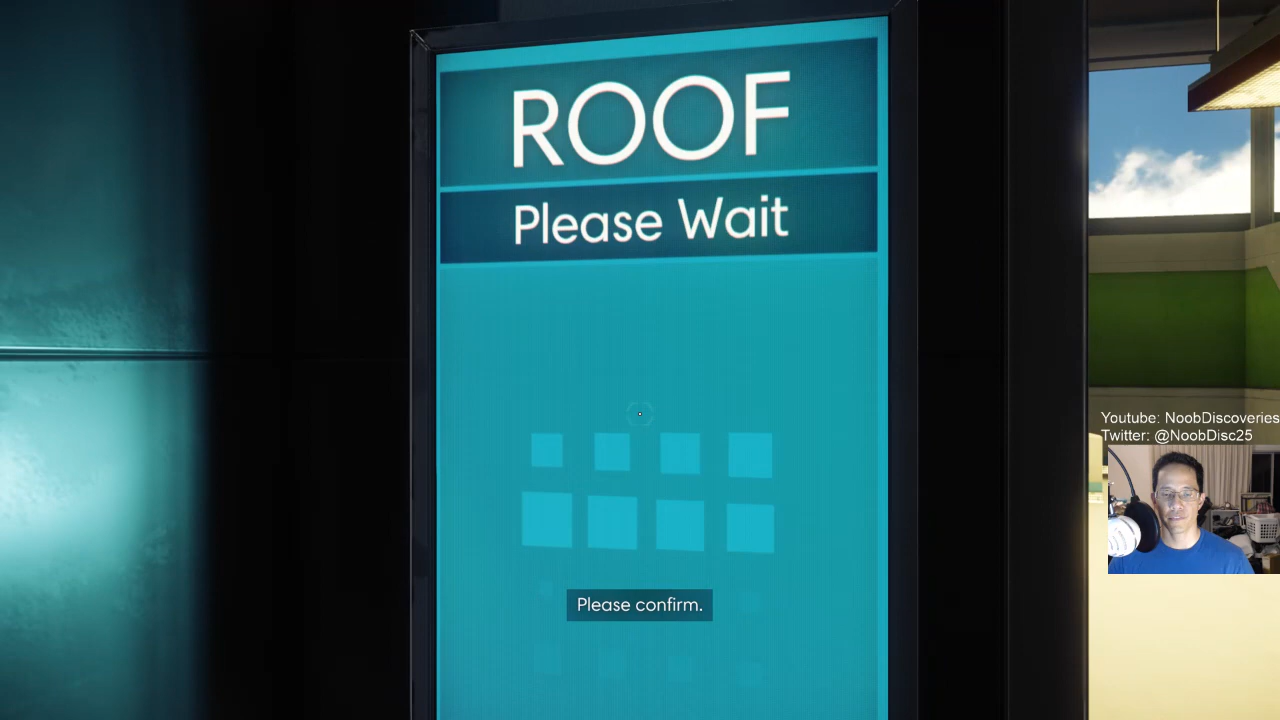 ROOF
Please Wait
Youtube: NoobDiscoveries
Twitter: @NoobDisc25
Please confirm.